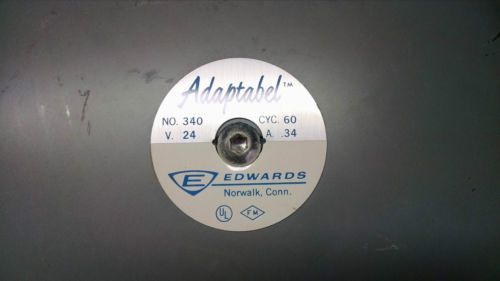 Adaptabel™
NO. 340 CYC. 60
V. 24 A. .34
E EDWARDS
Norwalk, Conn.
UL FM